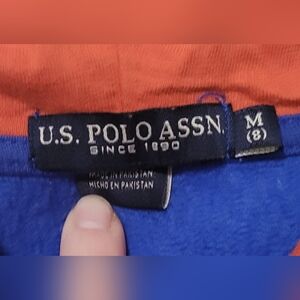 U.S. POLO ASSN.
SINCE 1890
M
(8)
MADE IN PAKISTAN
HECHO EN PAKISTAN